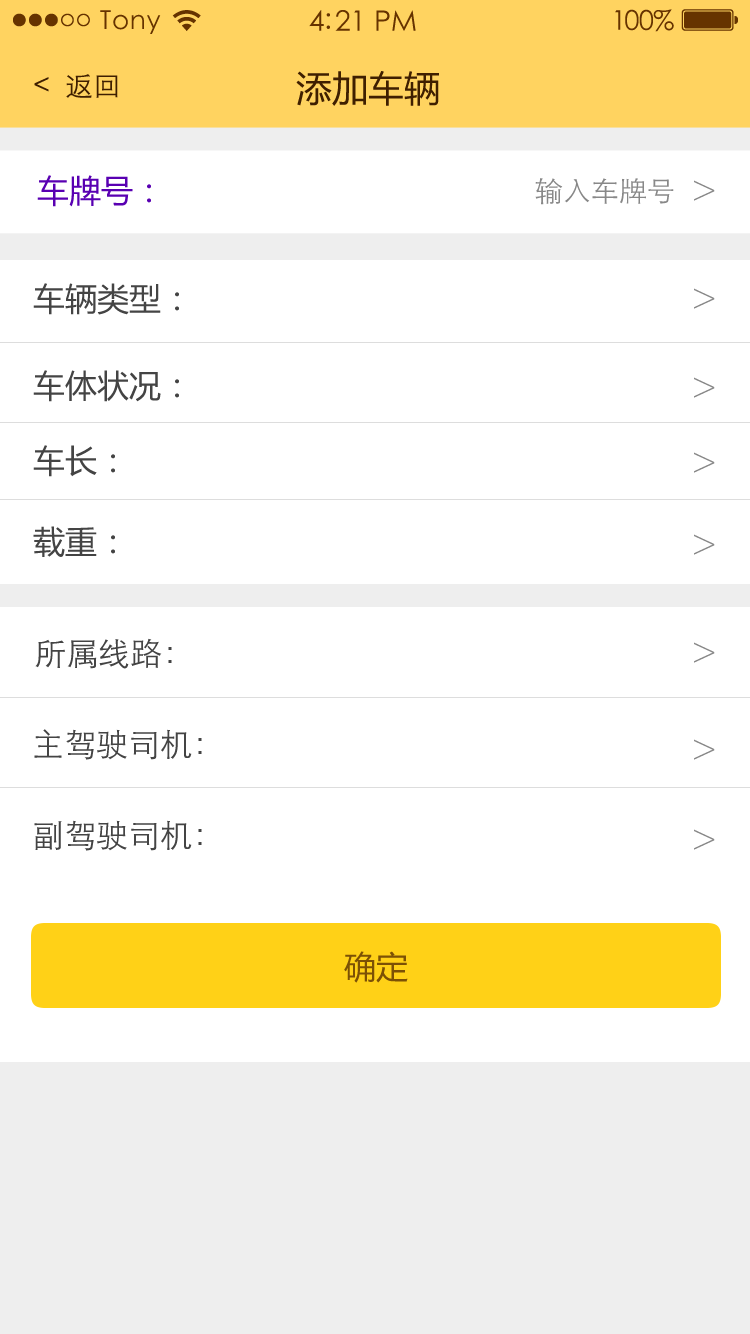 Tony 4:21 PM 100%
< 返回 添加车辆
车牌号： 输入车牌号 >
车辆类型： >
车体状况： >
车长： >
载重： >
所属线路: >
主驾驶司机: >
副驾驶司机: >
确定